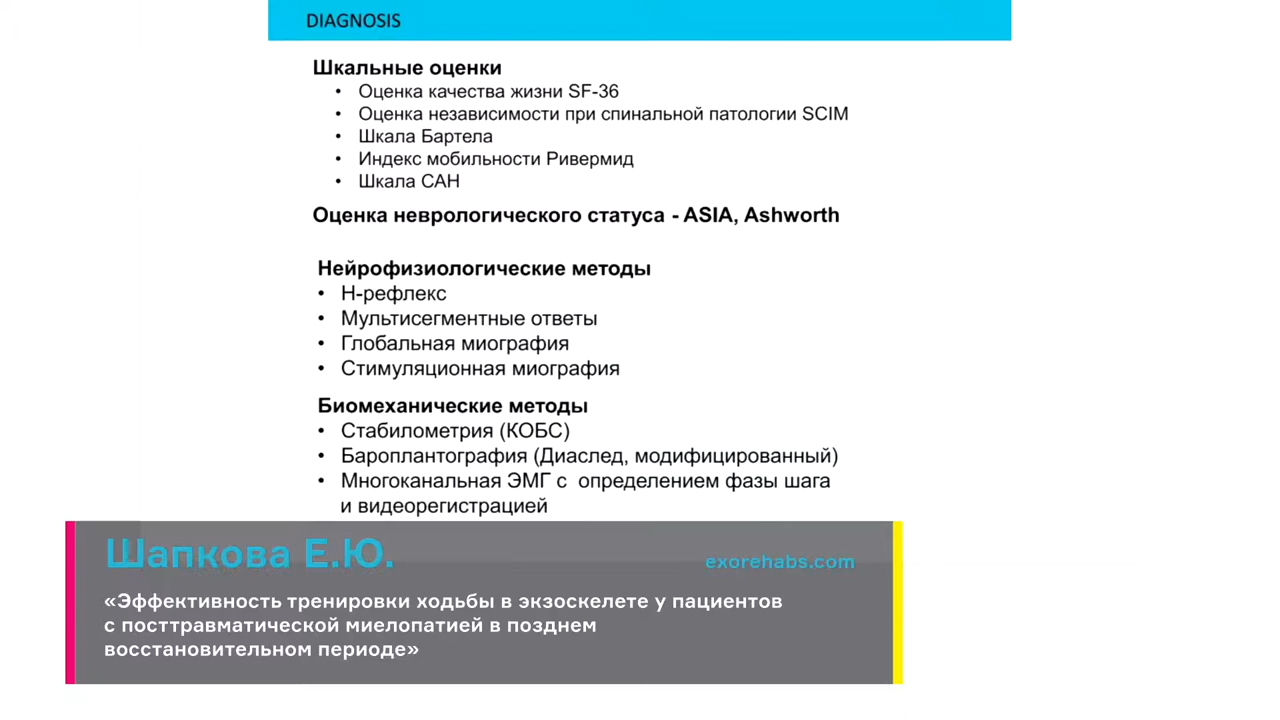 DIAGNOSIS
Шкальные оценки
• Оценка качества жизни SF-36
• Оценка независимости при спинальной патологии SCIM
• Шкала Бартела
• Индекс мобильности Ривермид
• Шкала САН
Оценка неврологического статуса - ASIA, Ashworth
Нейрофизиологические методы
• Н-рефлекс
• Мультисегментные ответы
• Глобальная миография
• Стимуляционная миография
Биомеханические методы
• Стабилометрия (КОБС)
• Бароплантография (Диаслед, модифицированный)
• Многоканальная ЭМГ с определением фазы шага
и видеорегистрацией
Шапкова Е.Ю.
exorehabs.com
«Эффективность тренировки ходьбы в экзоскелете у пациентов
с посттравматической миелопатией в позднем
восстановительном периоде»